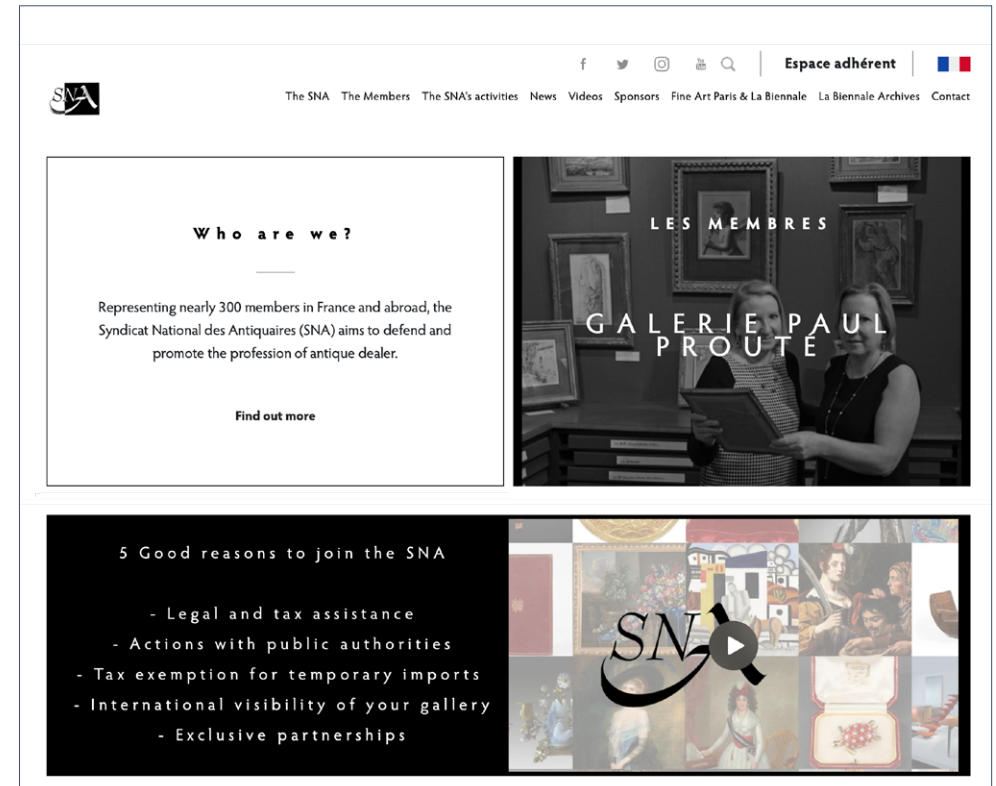 Espace adhérent
SNA
The SNA The Members The SNA's activities News Videos Sponsors Fine Art Paris & La Biennale La Biennale Archives Contact
Who are we?
Representing nearly 300 members in France and abroad, the
Syndicat National des Antiquaires (SNA) aims to defend and
promote the profession of antique dealer.
Find out more
LES MEMBRES
GALERIE PAUL
PROUTÉ
5 Good reasons to join the SNA
- Legal and tax assistance
- Actions with public authorities
- Tax exemption for temporary imports
- International visibility of your gallery
- Exclusive partnerships
SNA